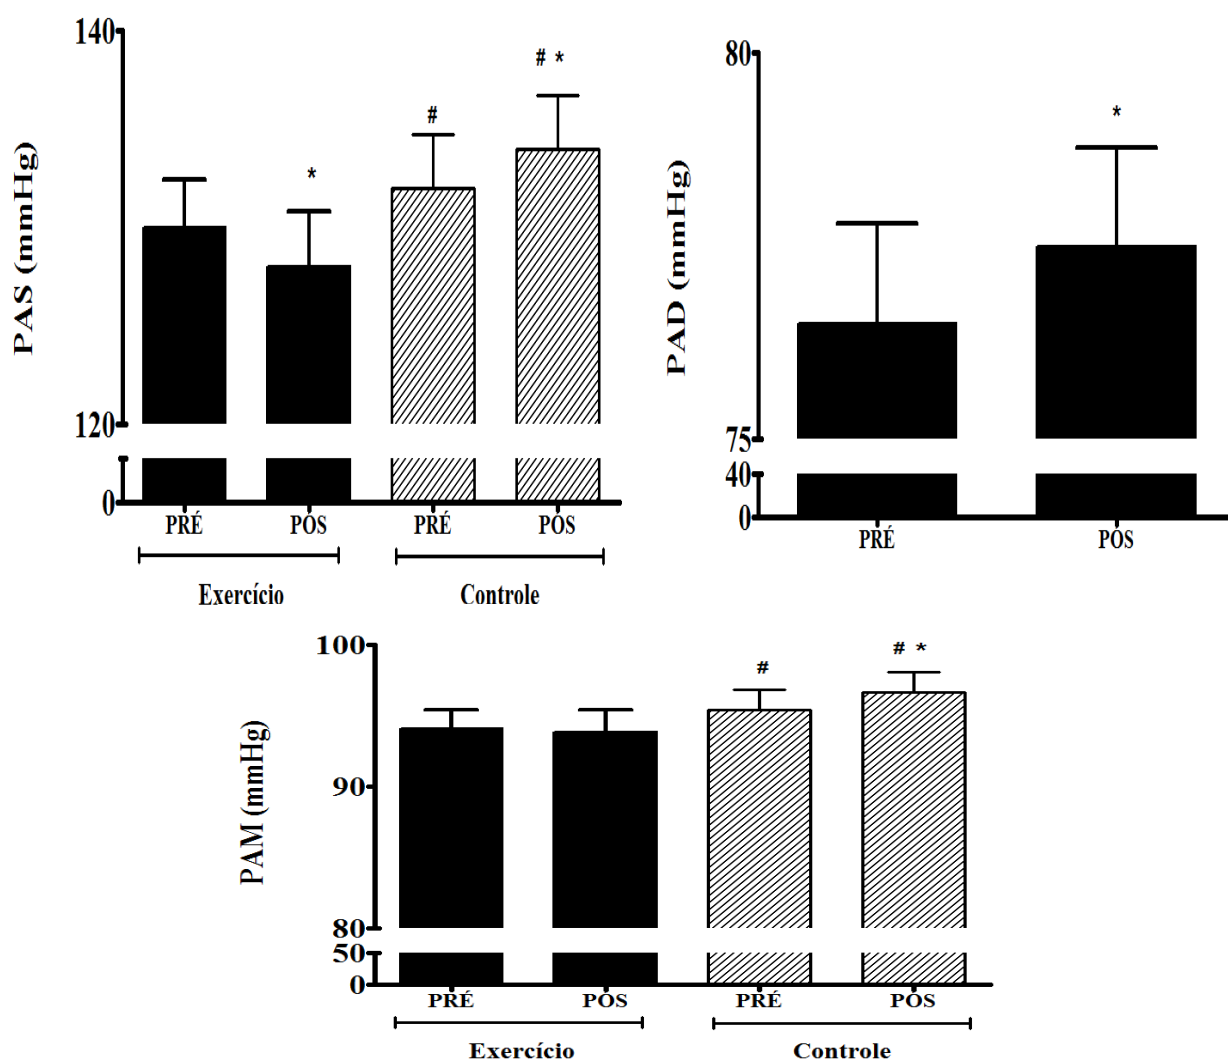 PAS (mmHg)
140
120
0
*
#
# *
PRÉ
PÓS
PRÉ
PÓS
Exercício
Controle
PAD (mmHg)
80
75
40
0
*
PRÉ
PÓS
PAM (mmHg)
100
90
80
50
0
#
# *
PRÉ
PÓS
PRÉ
PÓS
Exercício
Controle